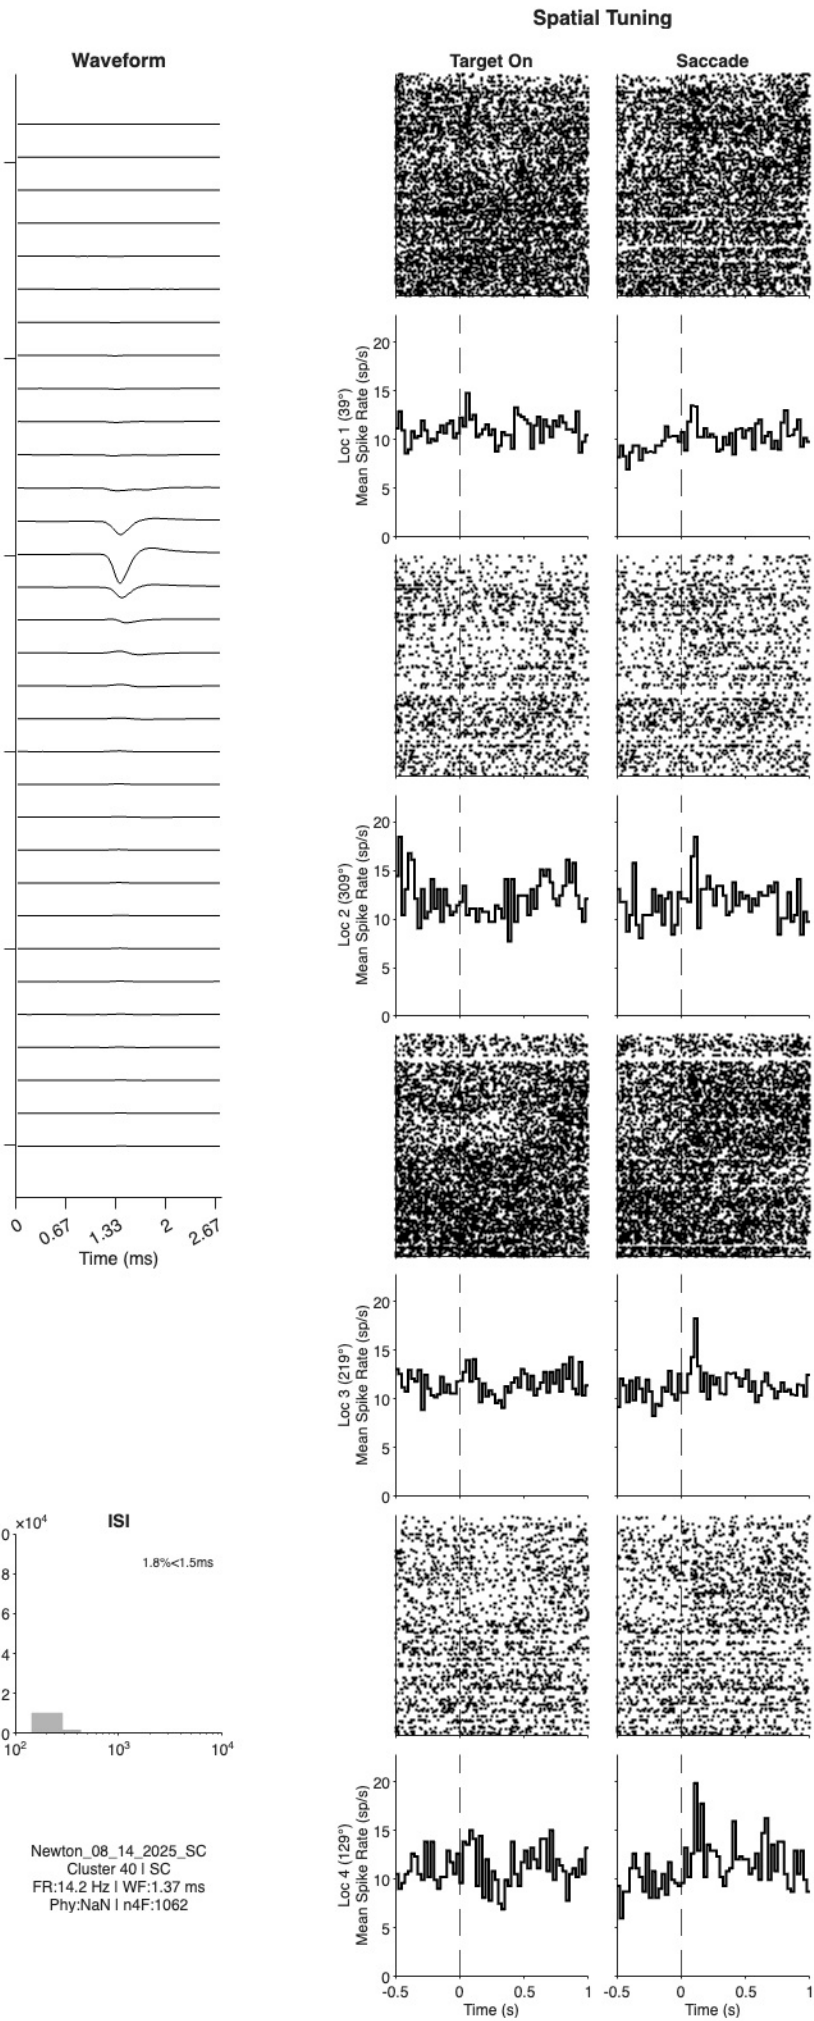 Spatial Tuning
Waveform
Target On
Saccade
20
15
10
5
0
Loc 1 (39°)
Mean Spike Rate (sp/s)
20
15
10
5
0
Loc 2 (309°)
Mean Spike Rate (sp/s)
0
0.67
1.33
2
2.67
Time (ms)
20
15
10
5
0
Loc 3 (219°)
Mean Spike Rate (sp/s)
×10⁴
ISI
1.8%<1.5ms
0
8
6
4
2
0
10²
10³
10⁴
Newton_08_14_2025_SC
Cluster 40 | SC
FR:14.2 Hz | WF:1.37 ms
Phy:NaN | n4F:1062
20
15
10
5
0
Loc 4 (129°)
Mean Spike Rate (sp/s)
-0.5 0 0.5 1
Time (s)
-0.5 0 0.5 1
Time (s)